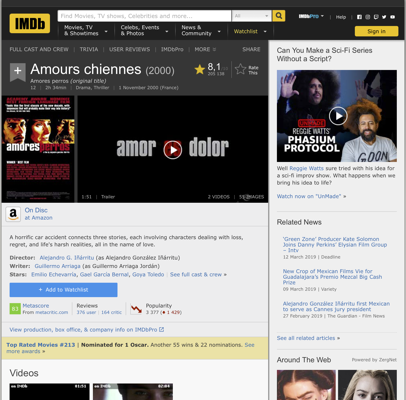 IMDb
Find Movies, TV shows, Celebrities and more...
All
IMDbPro
Help
Movies, TV
& Showtimes
Celebs, Events
& Photos
News &
Community
Watchlist
Sign in
FULL CAST AND CREW | TRIVIA | USER REVIEWS | IMDbPro | MORE
SHARE
Amours chiennes (2000)
Amores perros (original title)
12 | 2h 34min | Drama, Thriller | 1 November 2000 (France)
8,1
Rate
This
amores perros
amor dolor
1:51 | Trailer
2 VIDEOS
IMAGES
On Disc
at Amazon
A horrific car accident connects three stories, each involving characters dealing with loss,
regret, and life's harsh realities, all in the name of love.
Director: Alejandro G. Iñárritu (as Alejandro González Iñárritu)
Writer: Guillermo Arriaga (as Guillermo Arriaga Jordán)
Stars: Emilio Echevarría, Gael García Bernal, Goya Toledo | See full cast & crew »
+ Add to Watchlist
Metascore
From metacritic.com
Reviews
376 user | 164 critic
Popularity
3 377
View production, box office, & company info on IMDbPro
Top Rated Movies #213 | Nominated for 1 Oscar. Another 55 wins & 22 nominations. See
more awards »
Videos
Can You Make a Sci-Fi Series
Without a Script?
REGGIE WATTS'
PHASIUM
PROTOCOL
Well Reggie Watts sure tried with his idea for
a sci-fi improv show. What happens when we
bring his idea to life?
Watch now on "UnMade" »
Related News
'Green Zone' Producer Kate Solomon
Joins Danny Perkins' Elysian Film Group
– Intv
12 March 2019 | Deadline
New Crop of Mexican Films Vie for
Guadalajara's Premio Mezcal Big Cash
Prize
09 March 2019 | Variety
Alejandro González Iñárritu first Mexican
to serve as Cannes jury president
27 February 2019 | The Guardian - Film News
See all related articles »
Around The Web
Powered by ZergNet